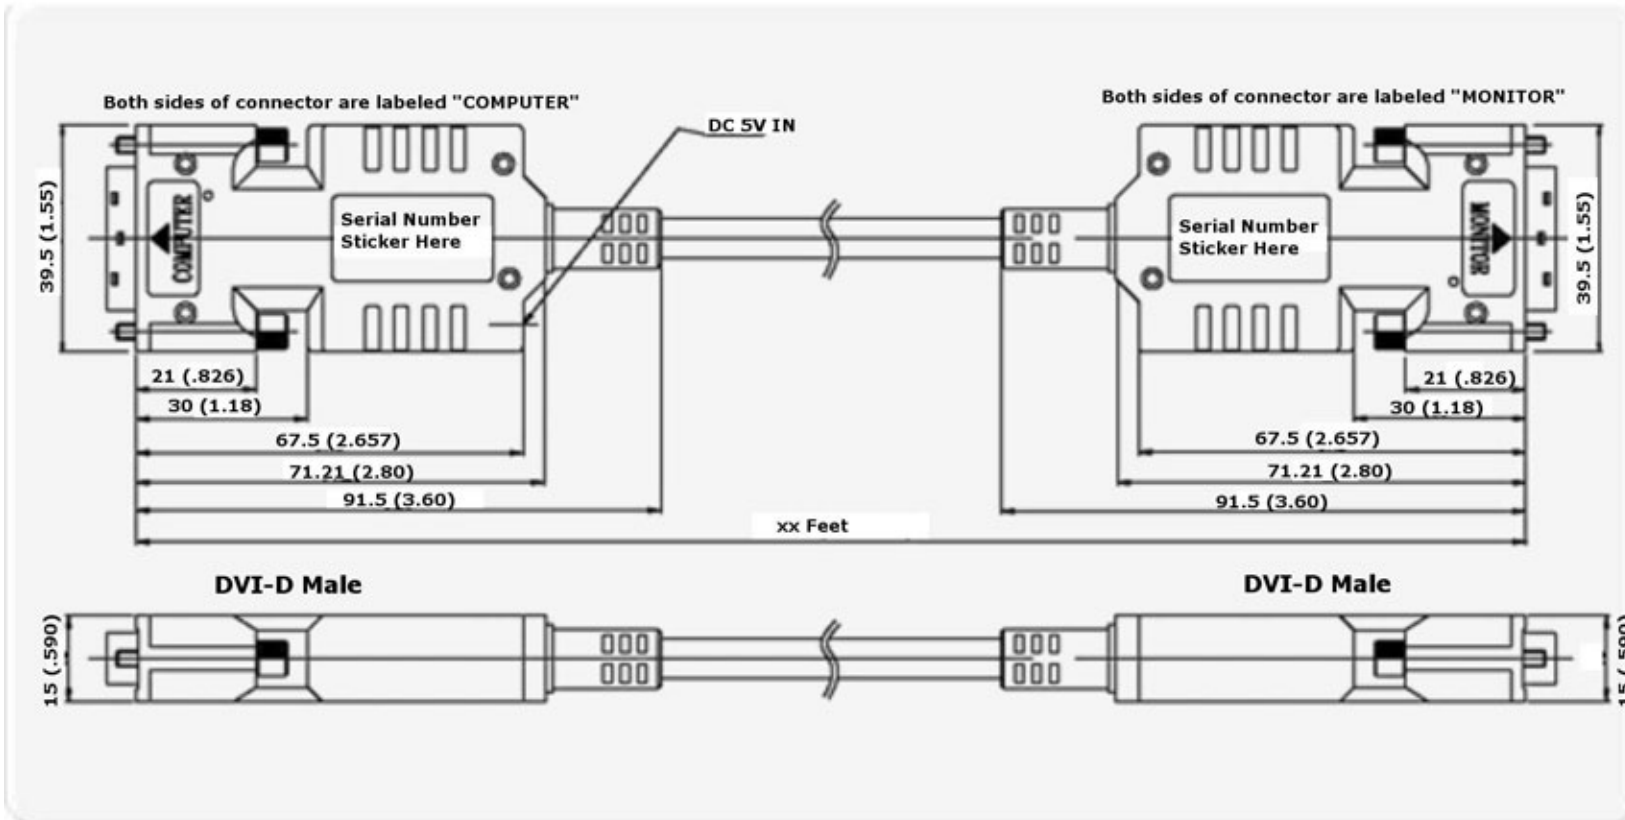 Both sides of connector are labeled "COMPUTER"
Both sides of connector are labeled "MONITOR"
DC 5V IN
39.5 (1.55)
COMPUTER
Serial Number
Sticker Here
Serial Number
Sticker Here
MONITOR
39.5 (1.55)
21 (.826)
21 (.826)
30 (1.18)
30 (1.18)
67.5 (2.657)
67.5 (2.657)
71.21 (2.80)
71.21 (2.80)
91.5 (3.60)
91.5 (3.60)
xx Feet
DVI-D Male
DVI-D Male
15 (.590)
15 (.590)